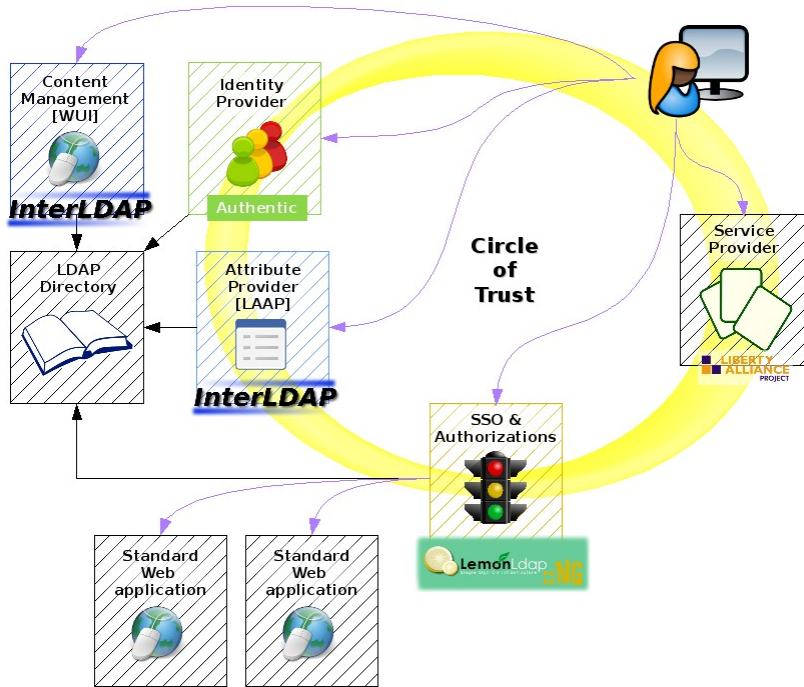 Content
Management
[WUI]
InterLDAP
Identity
Provider
Authentic
LDAP
Directory
Attribute
Provider
[LAAP]
InterLDAP
Circle
of
Trust
Service
Provider
LIBERTY
ALLIANCE
PROJECT
SSO &
Authorizations
LemonLdap
::NG
Standard
Web
application
Standard
Web
application